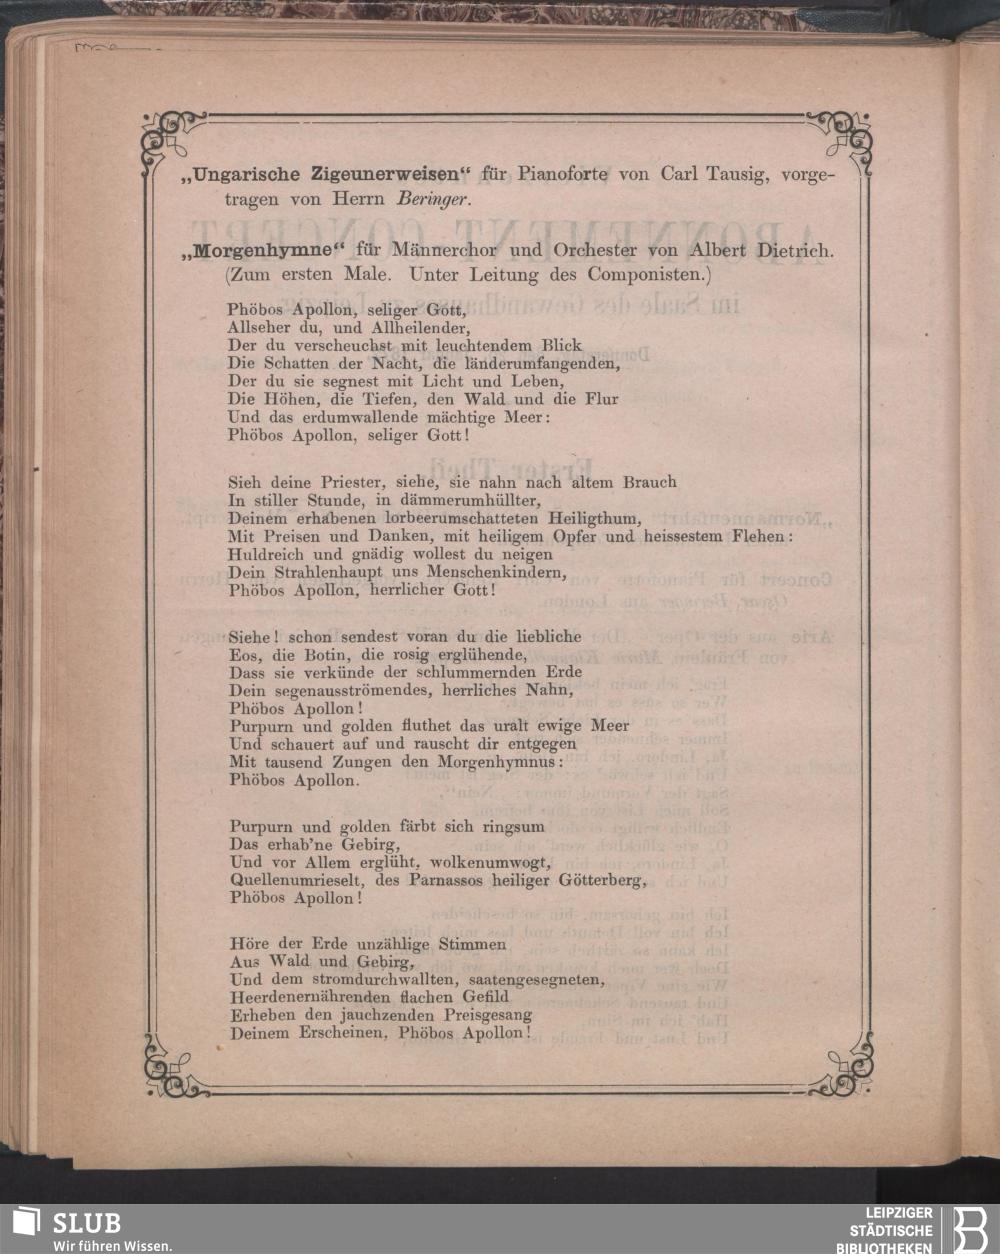 „Ungarische Zigeunerweisen“ für Pianoforte von Carl Tausig, vorge-
tragen von Herrn Beringer.
„Morgenhymne“ für Männerchor und Orchester von Albert Dietrich.
(Zum ersten Male. Unter Leitung des Componisten.)
Phöbos Apollon, seliger Gott,
Allseher du, und Allheilender,
Der du verscheuchst mit leuchtendem Blick
Die Schatten der Nacht, die länderumfangenden,
Der du sie segnest mit Licht und Leben,
Die Höhen, die Tiefen, den Wald und die Flur
Und das erdumwallende mächtige Meer:
Phöbos Apollon, seliger Gott!
Sieh deine Priester, siehe, sie nahn nach altem Brauch
In stiller Stunde, in dämmerumhüllter,
Deinem erhabenen lorbeerumschatteten Heiligthum,
Mit Preisen und Danken, mit heiligem Opfer und heissestem Flehen:
Huldreich und gnädig wollest du neigen
Dein Strahlenhaupt uns Menschenkindern,
Phöbos Apollon, herrlicher Gott!
Siehe! schon sendest voran du die liebliche
Eos, die Botin, die rosig erglühende,
Dass sie verkünde der schlummernden Erde
Dein segenausströmendes, herrliches Nahn,
Phöbos Apollon!
Purpurn und golden fluthet das uralt ewige Meer
Und schauert auf und rauscht dir entgegen
Mit tausend Zungen den Morgenhymnus:
Phöbos Apollon.
Purpurn und golden färbt sich ringsum
Das erhab'ne Gebirg,
Und vor Allem erglüht, wolkenumwogt,
Quellenumrieselt, des Parnassos heiliger Götterberg,
Phöbos Apollon!
Höre der Erde unzählige Stimmen
Aus Wald und Gebirg,
Und dem stromdurchwallten, saatengesegneten,
Heerdenernährenden flachen Gefild
Erheben den jauchzenden Preisgesang
Deinem Erscheinen, Phöbos Apollon!
SLUB
Wir führen Wissen.
LEIPZIGER
STÄDTISCHE
BIBLIOTHEKEN